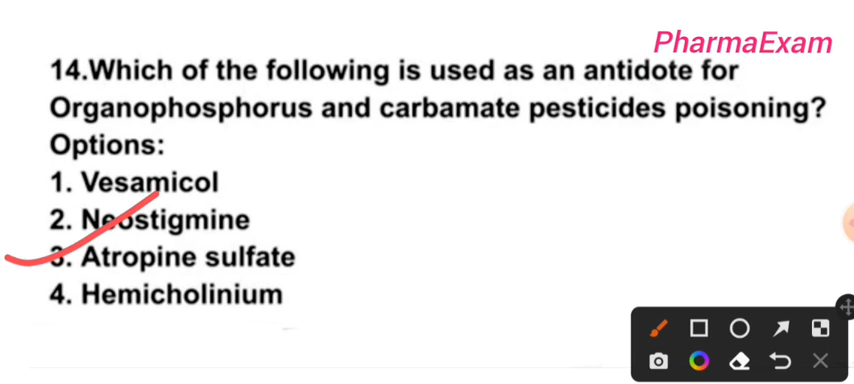 PharmaExam
14.Which of the following is used as an antidote for
Organophosphorus and carbamate pesticides poisoning?
Options:
1. Vesamicol
2. Neostigmine
3. Atropine sulfate
4. Hemicholinium